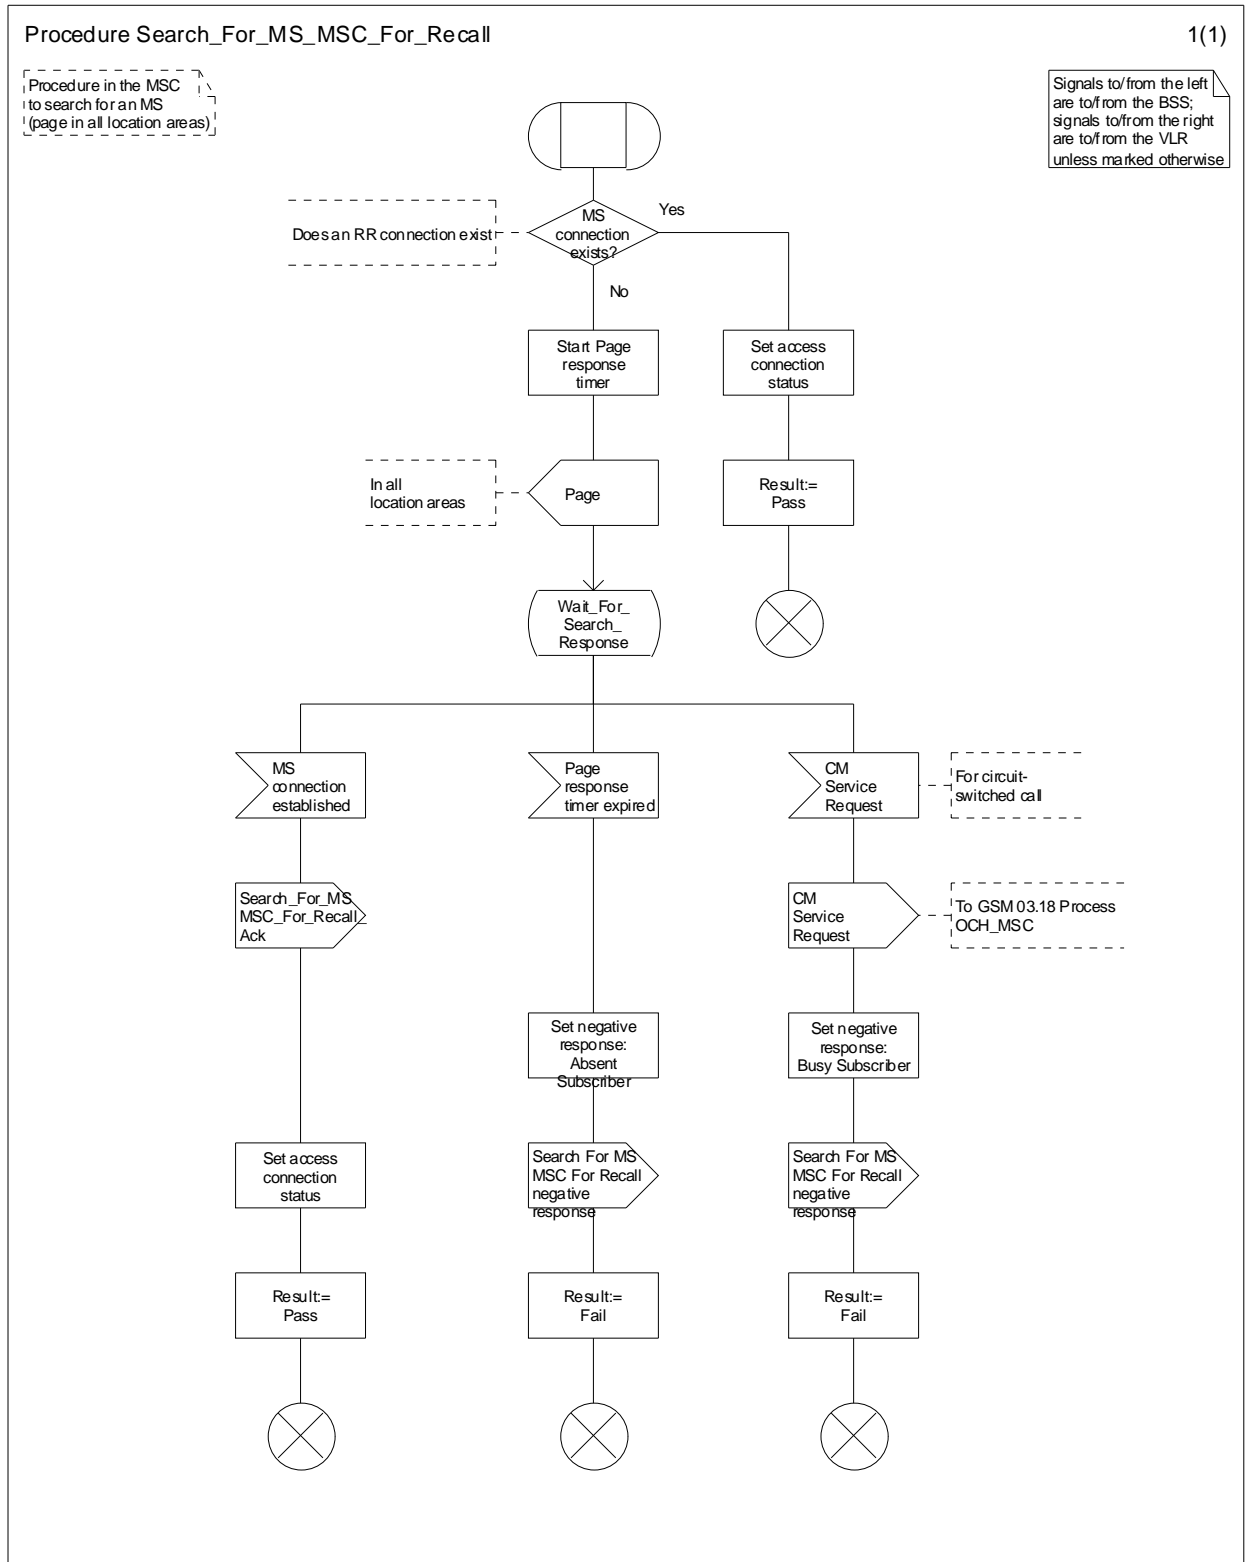 Procedure Search_For_MS_MSC_For_Recall
1(1)
Procedure in the MSC
to search for an MS
(page in all location areas)
Signals to/from the left
are to/from the BSS;
signals to/from the right
are to/from the VLR
unless marked otherwise
MS
connection
exists?
Yes
Does an RR connection exist
No
Start Page
response
timer
Set access
connection
status
In all
location areas
Page
Result:=
Pass
Wait_For_
Search_
Response
MS
connection
established
Page
response
timer expired
CM
Service
Request
For circuit-
switched call
Search_For_MS_
MSC_For_Recall_
Ack
CM
Service
Request
To GSM 03.18 Process
OCH_MSC
Set negative
response:
Absent
Subscriber
Set negative
response:
Busy Subscriber
Set access
connection
status
Search For MS
MSC For Recall
negative
response
Search For MS
MSC For Recall
negative
response
Result:=
Pass
Result:=
Fail
Result:=
Fail